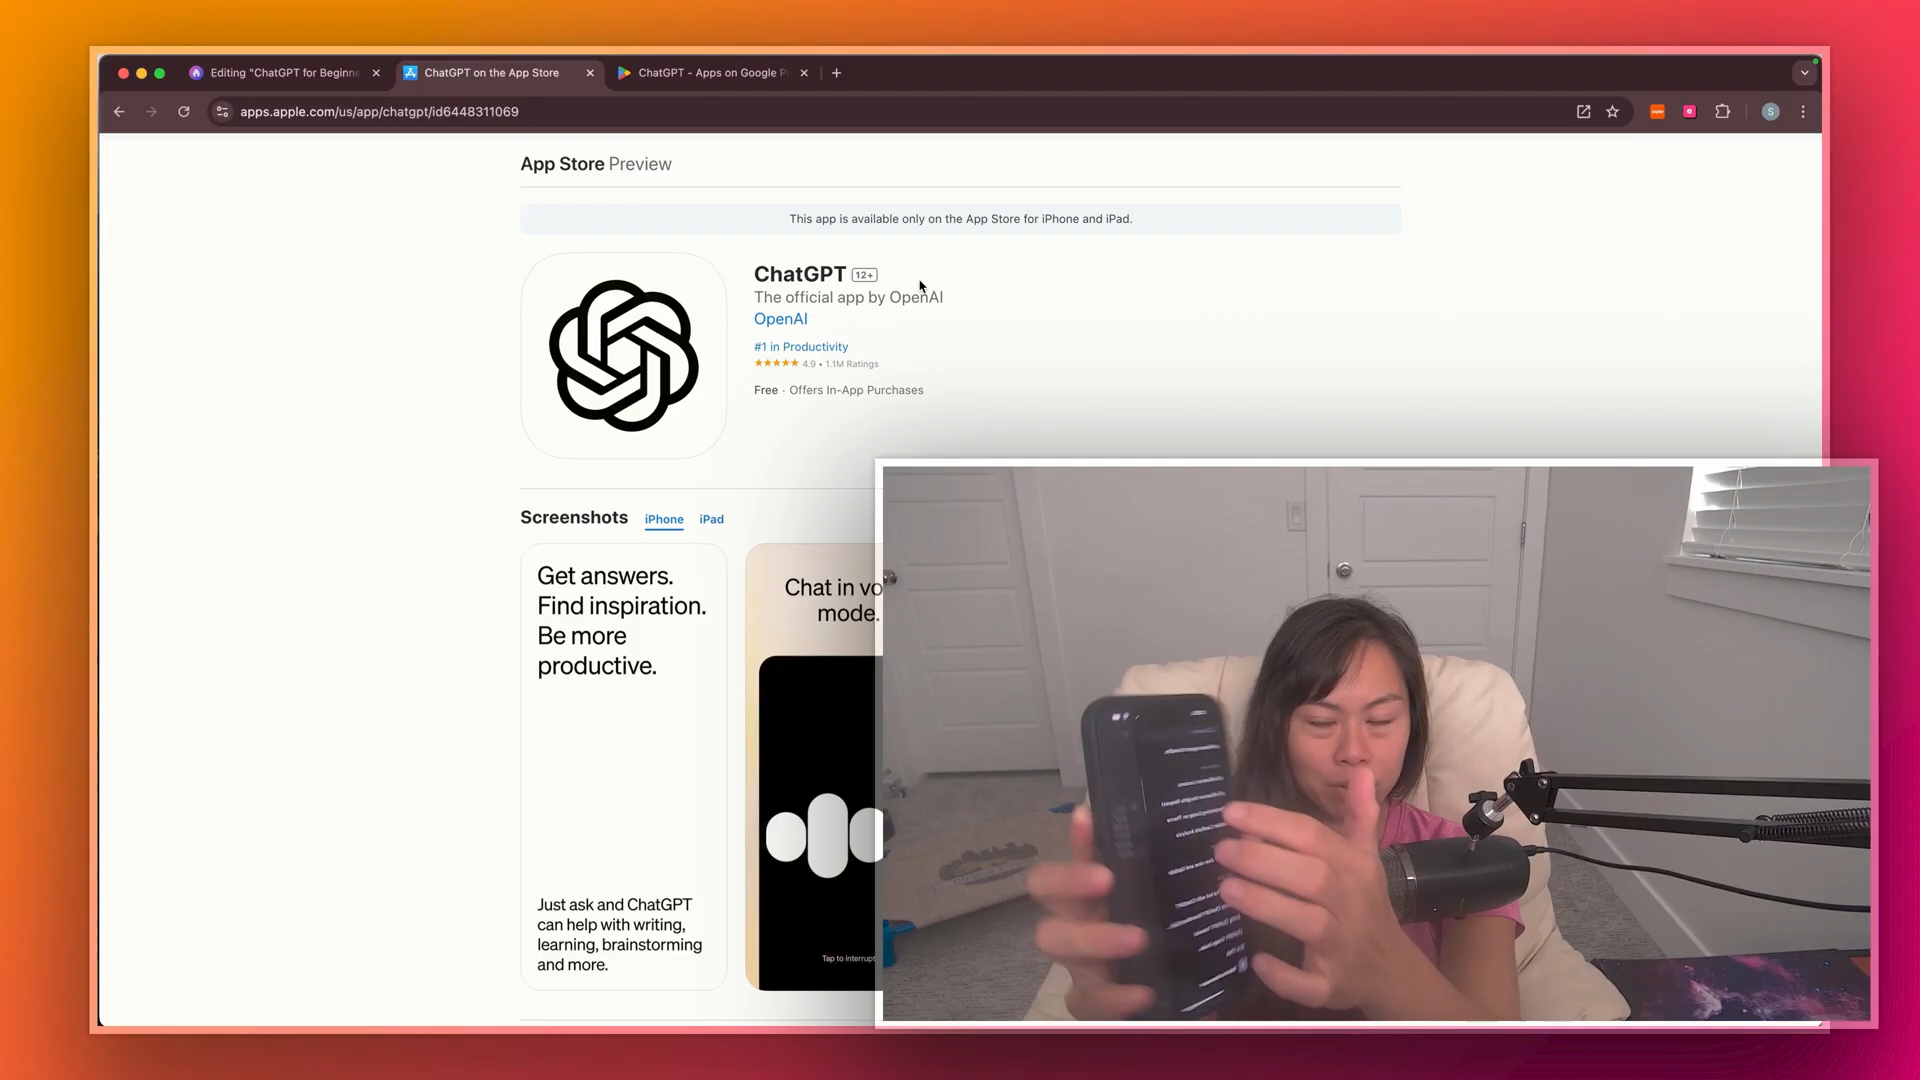 Editing "ChatGPT for Beginne
ChatGPT on the App Store
ChatGPT - Apps on Google P
apps.apple.com/us/app/chatgpt/id6448311069
S
App Store Preview
This app is available only on the App Store for iPhone and iPad.
ChatGPT 12+
The official app by OpenAI
OpenAI
#1 in Productivity
★★★★★ 4.9 • 1.1M Ratings
Free · Offers In-App Purchases
Screenshots iPhone iPad
Get answers.
Find inspiration.
Be more
productive.
Just ask and ChatGPT
can help with writing,
learning, brainstorming
and more.
Chat in vo
mode.
Tap to interrupt